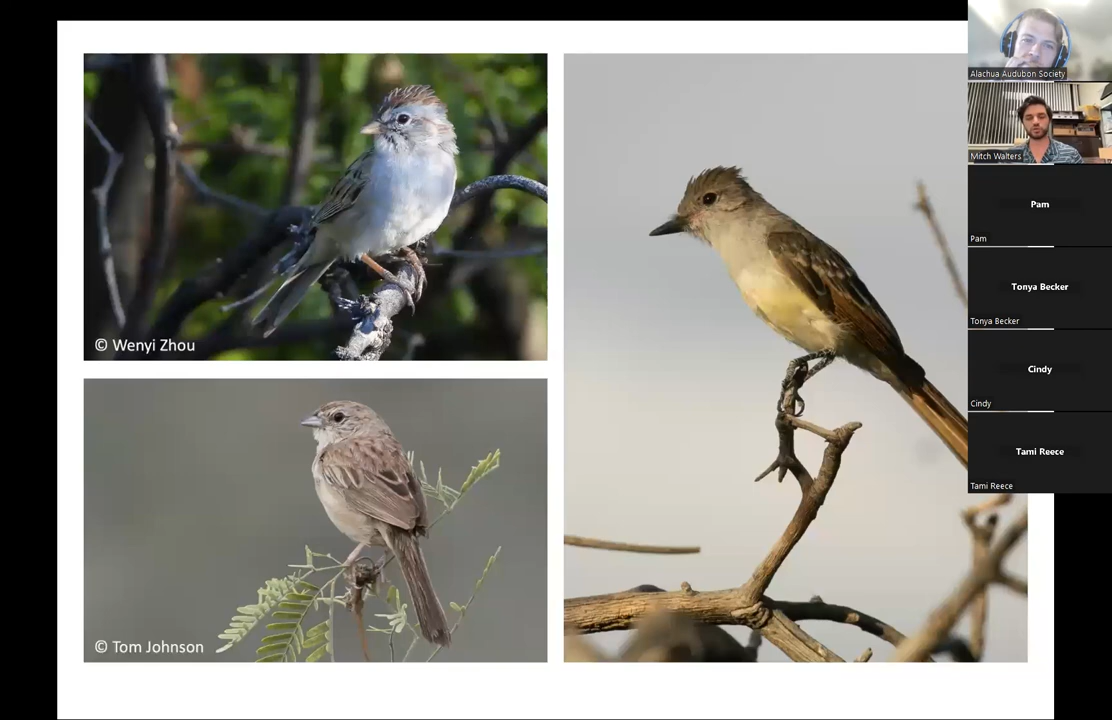 © Wenyi Zhou
© Tom Johnson
Alachua Audubon Society
Mitch Walters
Pam
Pam
Tonya Becker
Tonya Becker
Cindy
Cindy
Tami Reece
Tami Reece